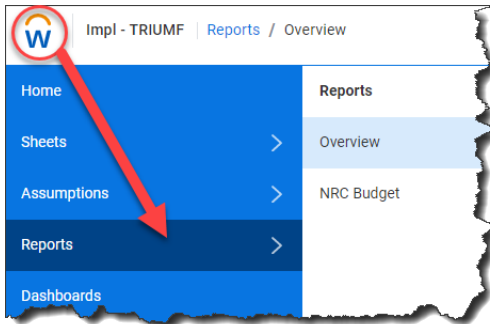 W
Impl - TRIUMF Reports / Overview
Home
Reports
Sheets
Overview
Assumptions
NRC Budget
Reports
Dashboards